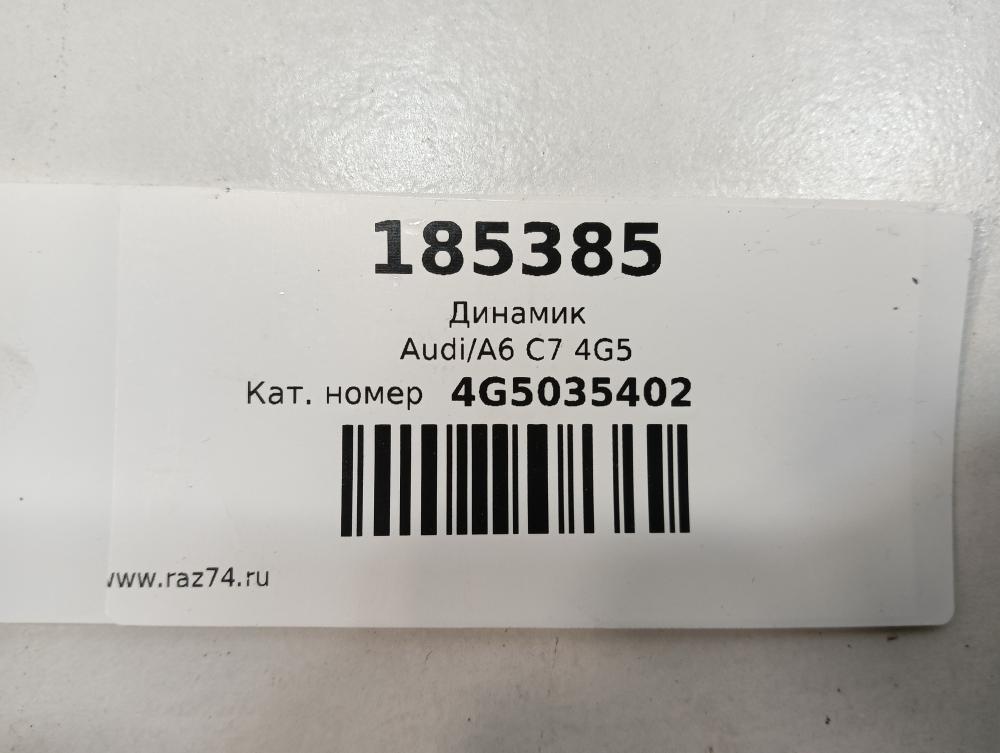 185385
Динамик
Audi/A6 C7 4G5
Кат. номер 4G5035402
www.raz74.ru